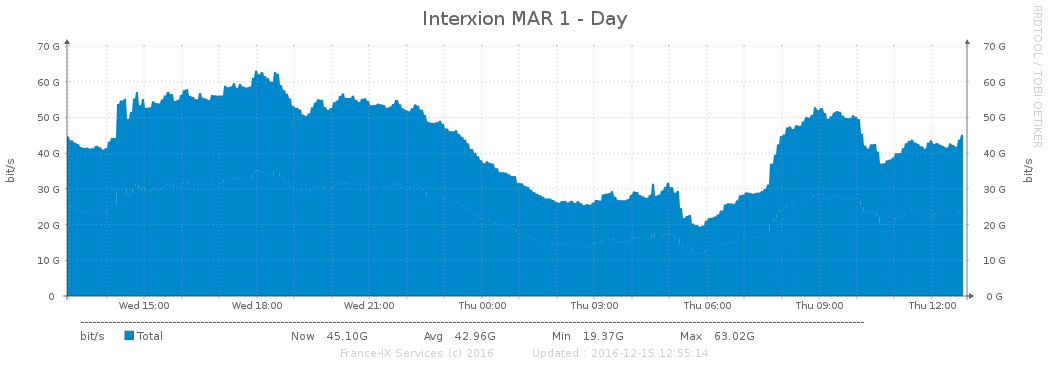 Interxion MAR 1 - Day
RRDTOOL / TOBI OETIKER
70 G 70 G
60 G 60 G
50 G 50 G
40 G 40 G
30 G 30 G
20 G 20 G
10 G 10 G
0 0 G
bit/s bit/s
Wed 15:00 Wed 18:00 Wed 21:00 Thu 00:00 Thu 03:00 Thu 06:00 Thu 09:00 Thu 12:00
bit/s Total Now 45.10G Avg 42.96G Min 19.37G Max 63.02G
France-IX Services (c) 2016 Updated : 2016-12-15 12:55:14